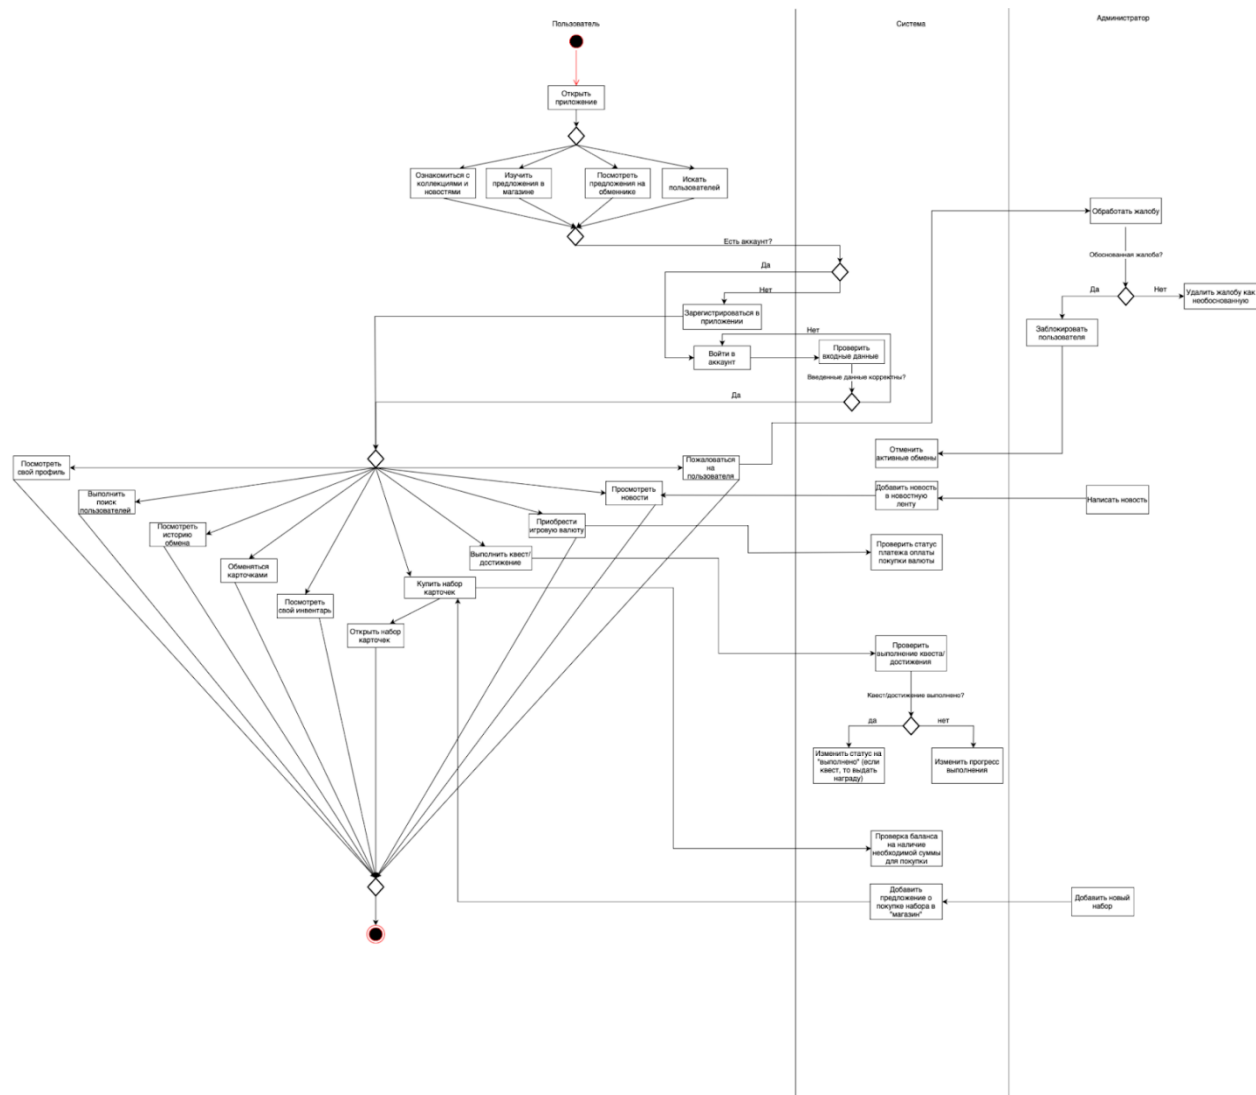 Пользователь
Система
Администратор
Открыть
приложение
Ознакомиться с
коллекциями и
новостями
Изучить
предложения в
магазине
Посмотреть
предложения на
обменнике
Искать
пользователей
Есть аккаунт?
Да
Нет
Зарегистрироваться в
приложении
Нет
Войти в
аккаунт
Проверить
входные данные
Введенные данные корректны?
Да
Обработать жалобу
Обоснованная жалоба?
Да
Нет
Удалить жалобу как
необоснованную
Заблокировать
пользователя
Отменить
активные обмены
Посмотреть
свой профиль
Пожаловаться
на
пользователя
Выполнить
поиск
пользователей
Просмотреть
новости
Добавить новость
в новостную
ленту
Написать новость
Посмотреть
историю
обмена
Приобрести
игровую валюту
Проверить статус
платежа оплаты
покупки валюты
Обменяться
карточками
Выполнить квест/
достижение
Посмотреть
свой инвентарь
Купить набор
карточек
Открыть набор
карточек
Проверить
выполнение квеста/
достижения
Квест/достижение выполнено?
да
нет
Изменить статус на
"выполнено" (если
квест, то выдать
награду)
Изменить прогресс
выполнения
Проверка баланса
на наличие
необходимой суммы
для покупки
Добавить
предложение о
покупке набора в
"магазин"
Добавить новый
набор